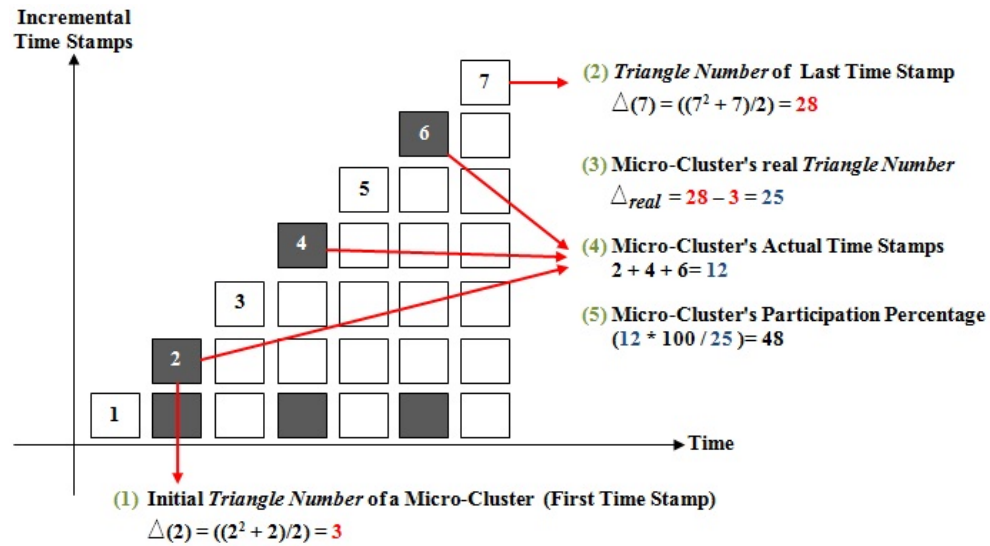 Incremental
Time Stamps
7
6
5
4
3
2
1
Time
(1) Initial Triangle Number of a Micro-Cluster (First Time Stamp)
△(2) = ((2² + 2)/2) = 3
(2) Triangle Number of Last Time Stamp
△(7) = ((7² + 7)/2) = 28
(3) Micro-Cluster's real Triangle Number
△real = 28 – 3 = 25
(4) Micro-Cluster's Actual Time Stamps
2 + 4 + 6= 12
(5) Micro-Cluster's Participation Percentage
(12 * 100 / 25 )= 48